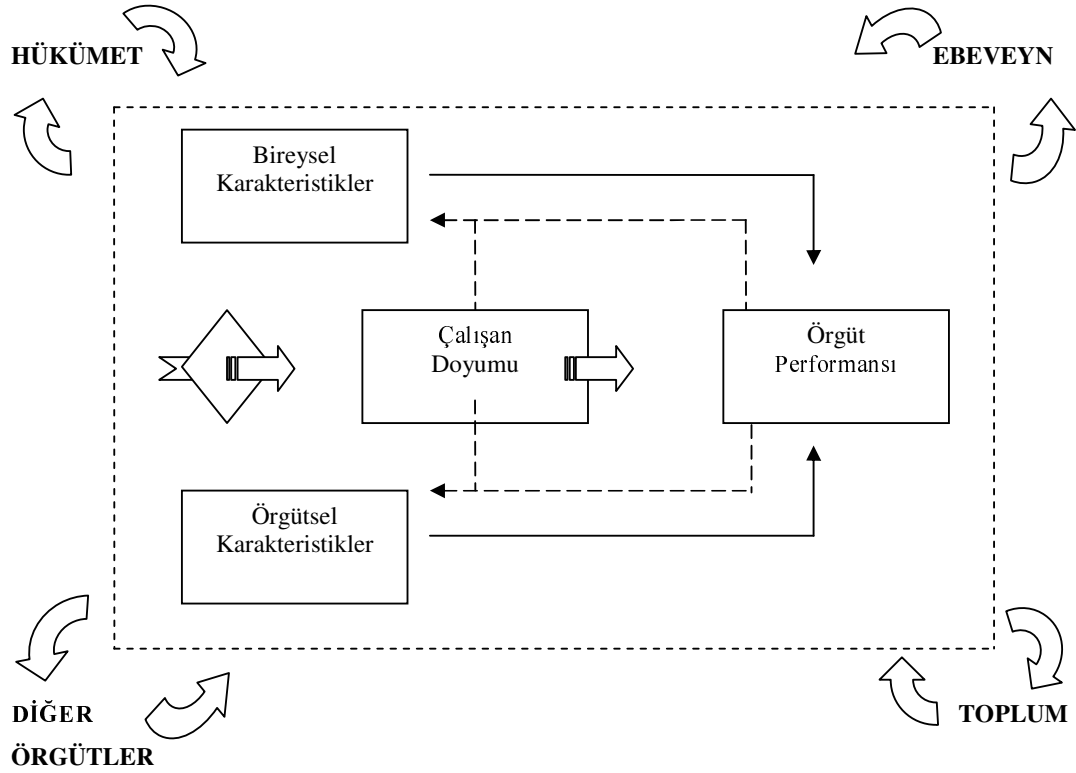 HÜKÜMET
EBEVEYN
Bireysel
Karakteristikler
Çalışan
Doyumu
Örgüt
Performansı
Örgütsel
Karakteristikler
DİĞER
ÖRGÜTLER
TOPLUM